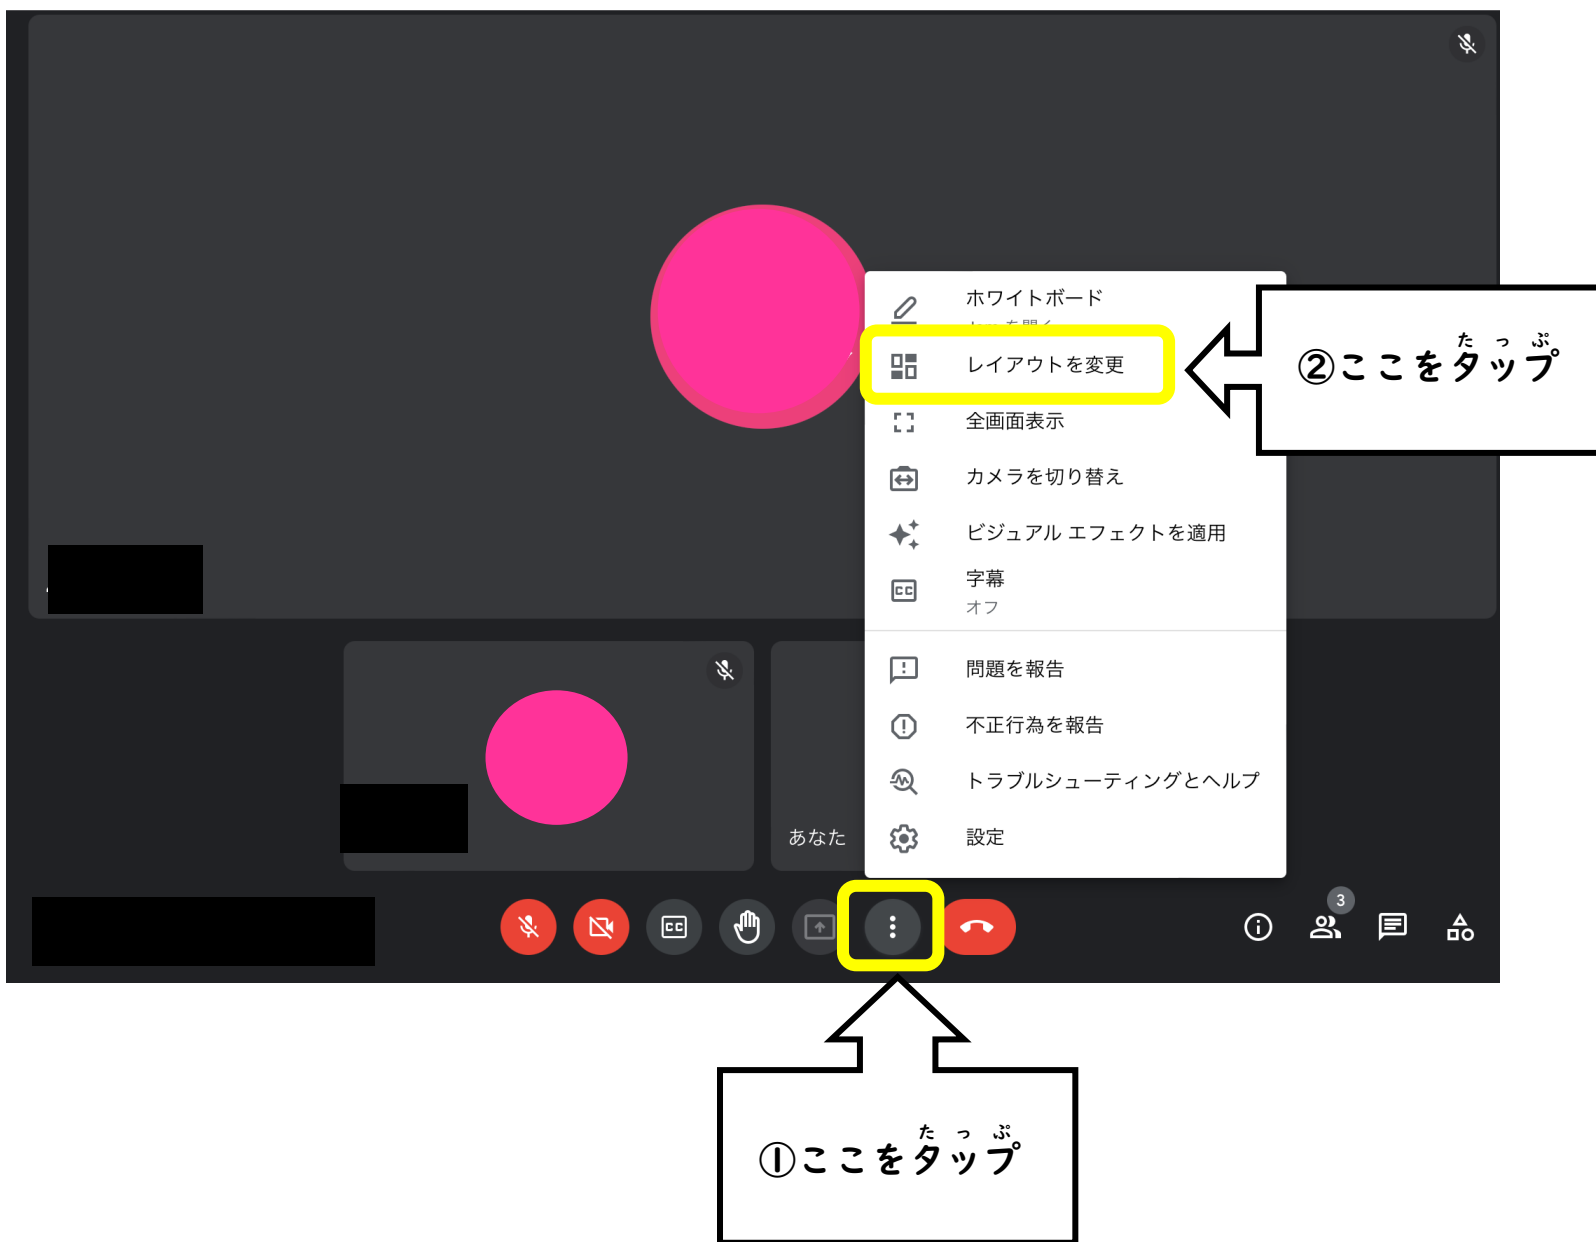 ホワイトボード
レイアウトを変更
全画面表示
カメラを切り替え
ビジュアル エフェクトを適用
字幕
オフ
問題を報告
不正行為を報告
トラブルシューティングとヘルプ
設定
たっぷ
②ここをタップ
あなた
3
たっぷ
①ここをタップ